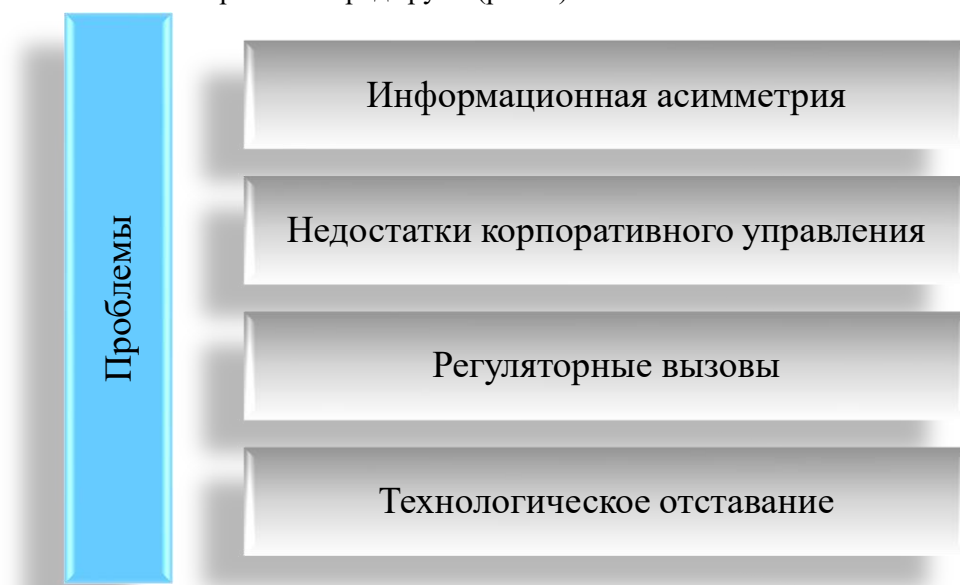 Проблемы
Информационная асимметрия
Недостатки корпоративного управления
Регуляторные вызовы
Технологическое отставание